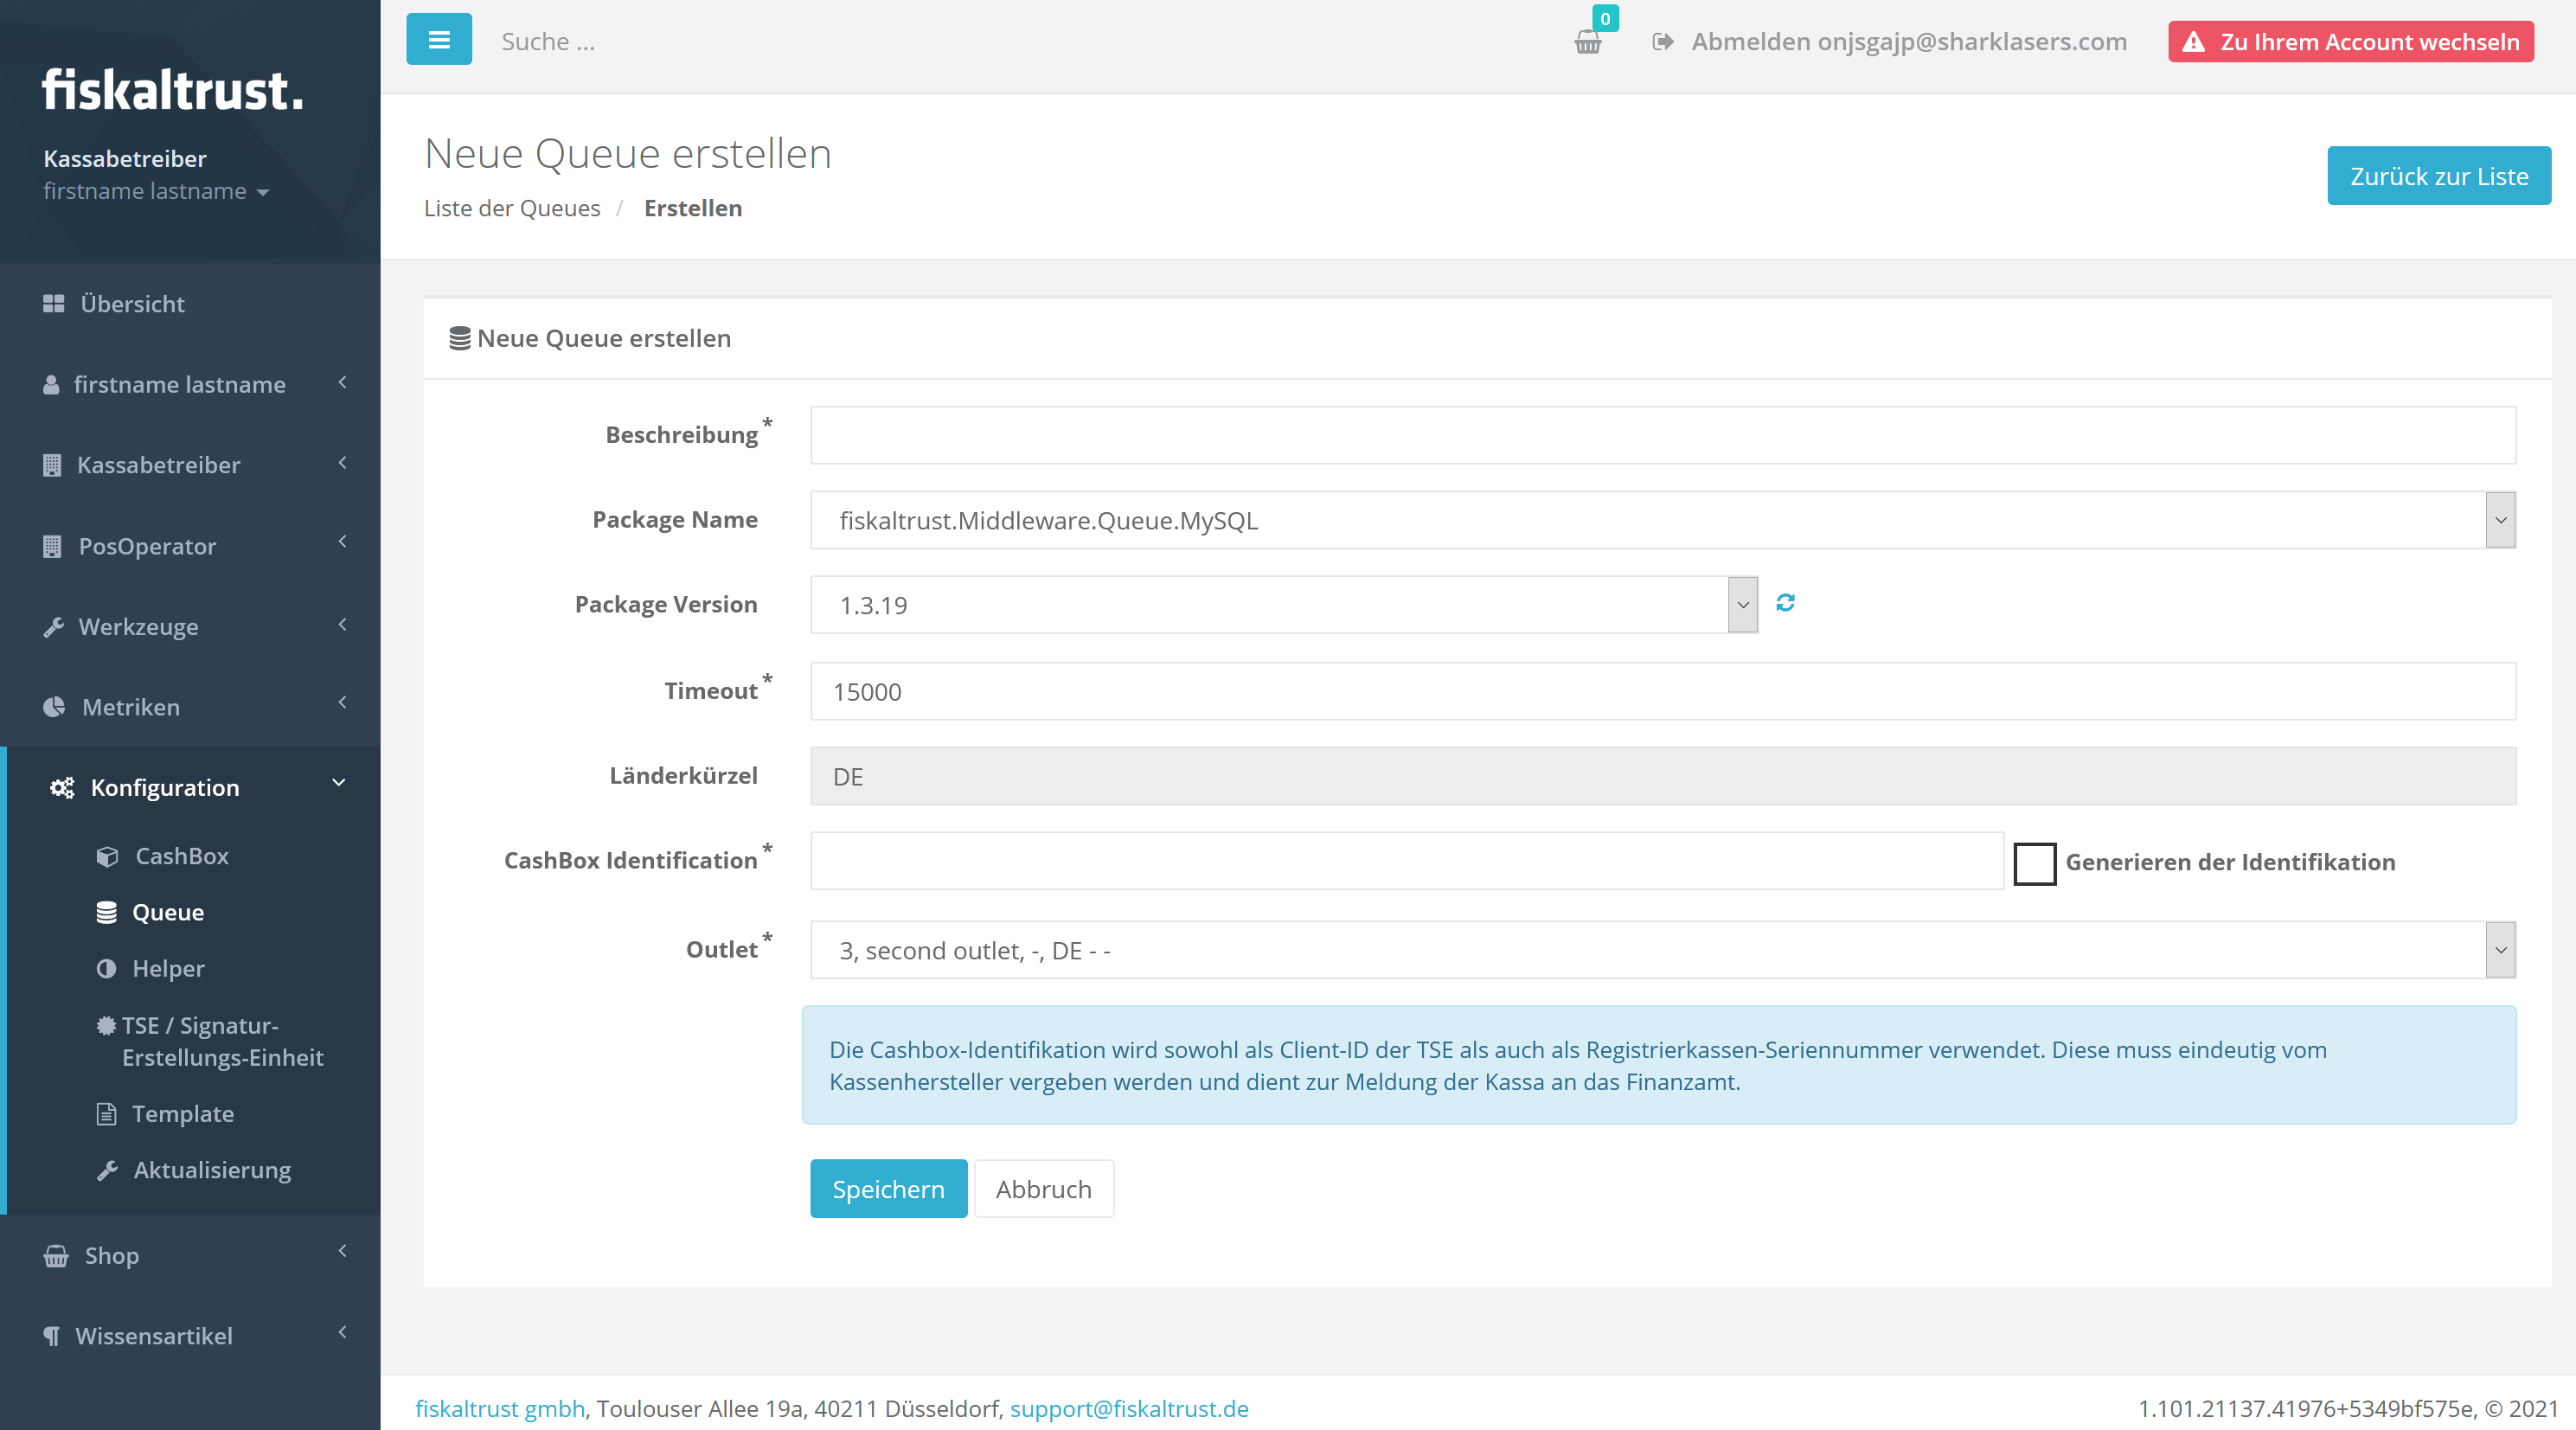 fiskaltrust.
Kassabetreiber
firstname lastname
Übersicht
firstname lastname
Kassabetreiber
PosOperator
Werkzeuge
Metriken
Konfiguration
CashBox
Queue
Helper
TSE / Signatur-
Erstellungs-Einheit
Template
Aktualisierung
Shop
Wissensartikel
Suche ...
0
Abmelden onjsgajp@sharklasers.com
Zu Ihrem Account wechseln
Neue Queue erstellen
Liste der Queues / Erstellen
Zurück zur Liste
Neue Queue erstellen
Beschreibung *
Package Name fiskaltrust.Middleware.Queue.MySQL
Package Version 1.3.19
Timeout * 15000
Länderkürzel DE
CashBox Identification * Generieren der Identifikation
Outlet * 3, second outlet, -, DE - -
Die Cashbox-Identifikation wird sowohl als Client-ID der TSE als auch als Registrierkassen-Seriennummer verwendet. Diese muss eindeutig vom
Kassenhersteller vergeben werden und dient zur Meldung der Kassa an das Finanzamt.
Speichern Abbruch
fiskaltrust gmbh, Toulouser Allee 19a, 40211 Düsseldorf, support@fiskaltrust.de
1.101.21137.41976+5349bf575e, © 2021